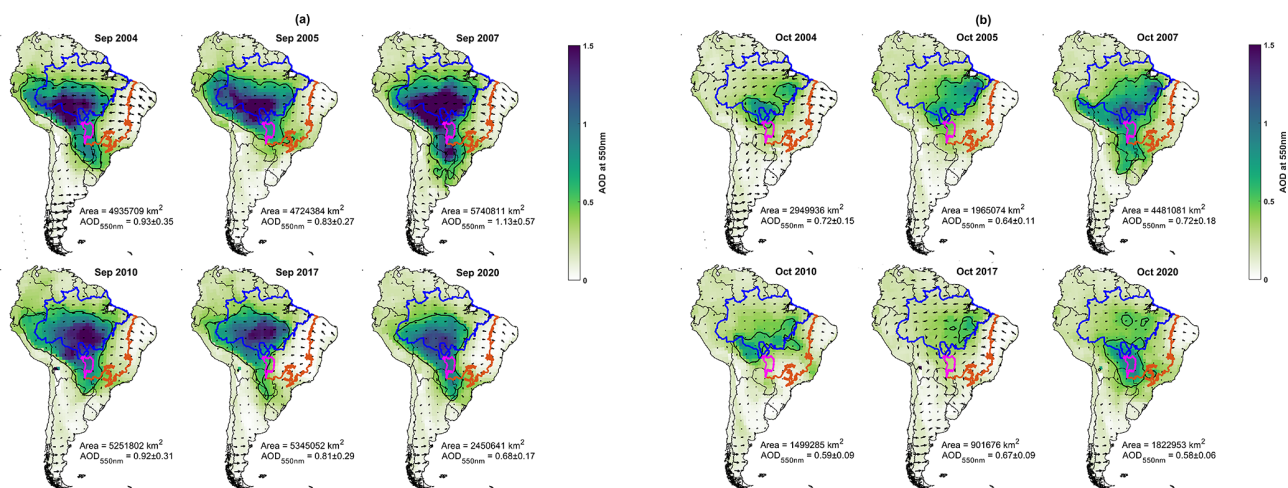 (a)
Sep 2004
Sep 2005
Sep 2007
Area = 4935709 km2
AOD550nm = 0.93±0.35
Area = 4724384 km2
AOD550nm = 0.83±0.27
Area = 5740811 km2
AOD550nm = 1.13±0.57
1.5
1
0.5
0
AOD at 550nm
Sep 2010
Sep 2017
Sep 2020
Area = 5251802 km2
AOD550nm = 0.92±0.31
Area = 5345052 km2
AOD550nm = 0.81±0.29
Area = 2450641 km2
AOD550nm = 0.68±0.17
(b)
Oct 2004
Oct 2005
Oct 2007
Area = 2949936 km2
AOD550nm = 0.72±0.15
Area = 1965074 km2
AOD550nm = 0.64±0.11
Area = 4481081 km2
AOD550nm = 0.72±0.18
1.5
1
0.5
0
AOD at 550nm
Oct 2010
Oct 2017
Oct 2020
Area = 1499285 km2
AOD550nm = 0.59±0.09
Area = 901676 km2
AOD550nm = 0.67±0.09
Area = 1822953 km2
AOD550nm = 0.58±0.06